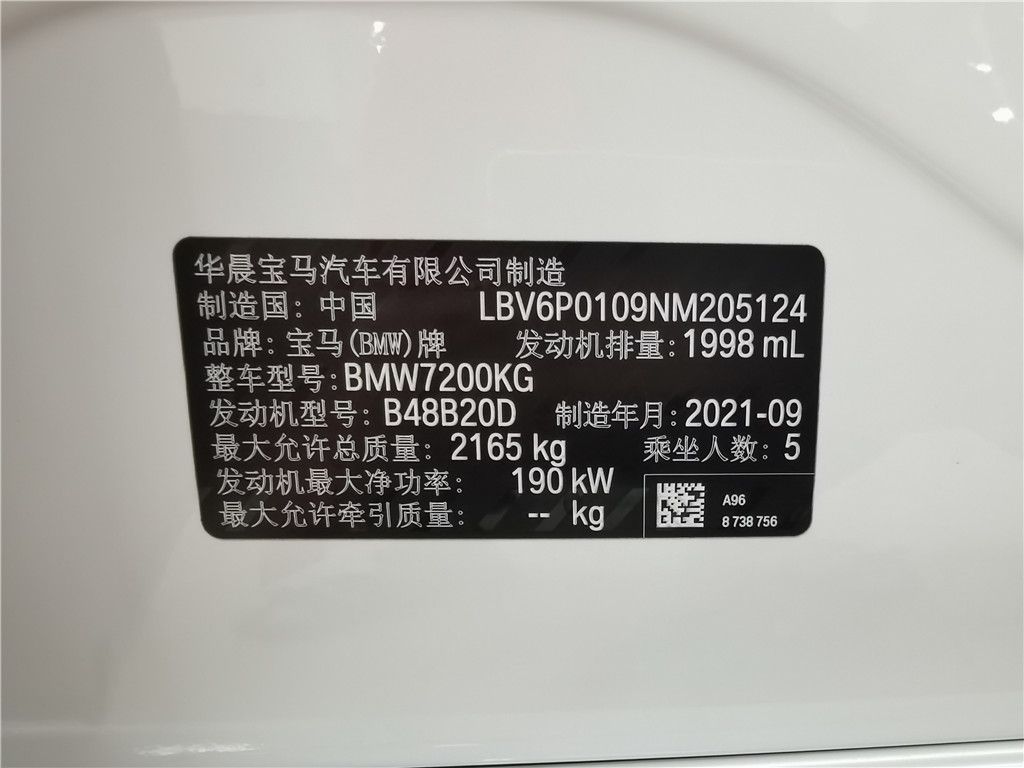 华晨宝马汽车有限公司制造
制造国: 中国 LBV6P0109NM205124
品牌: 宝马(BMW)牌 发动机排量: 1998 mL
整车型号: BMW7200KG
发动机型号: B48B20D 制造年月: 2021-09
最大允许总质量: 2165 kg 乘坐人数: 5
发动机最大净功率: 190 kW
最大允许牵引质量: -- kg
A96
8 738 756